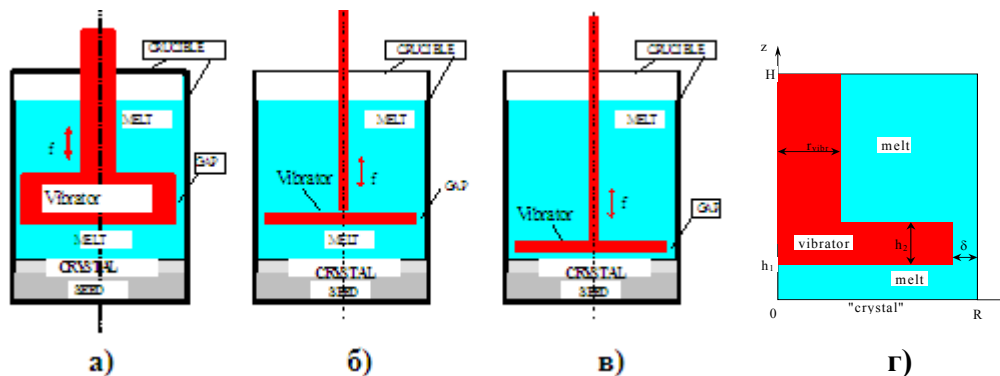 CRUCIBLE
MELT
f
GAP
Vibrator
MELT
CRYSTAL
SEED
а)
CRUCIBLE
MELT
f
Vibrator
GAP
MELT
CRYSTAL
SEED
б)
CRUCIBLE
MELT
f
Vibrator
GAP
CRYSTAL
SEED
в)
z
H
r
melt
vibrator
h2
δ
h1
melt
0
"crystal"
R
г)